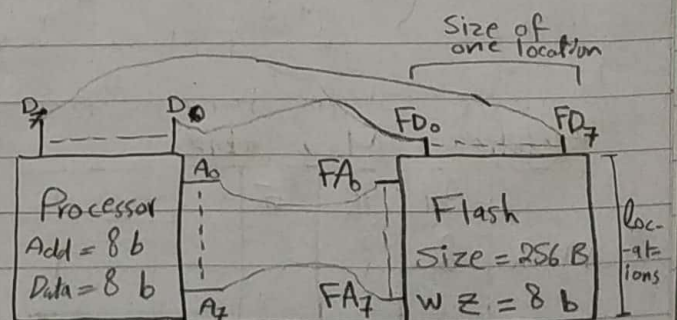 Size of
one location
D7 D0 FD0 FD7
A0 FA0
Processor
Add = 8 b
Data = 8 b
A7 FA7
Flash
Size = 256 B
W Z = 8 b
loc-
-at-
ions